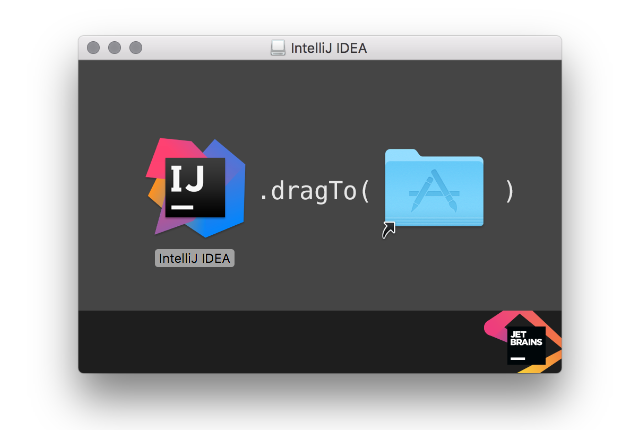 IntelliJ IDEA
IJ
.dragTo( )
IntelliJ IDEA
JET
BRAINS